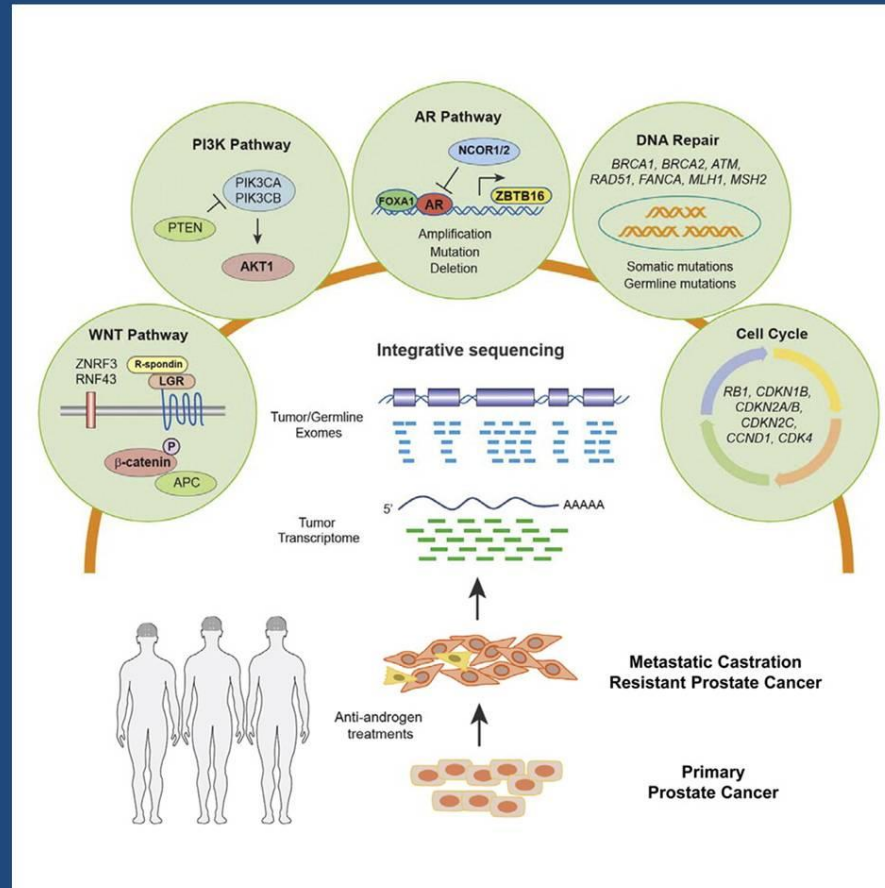 AR Pathway
NCOR1/2
FOXA1
AR
ZBTB16
Amplification
Mutation
Deletion
PI3K Pathway
PIK3CA
PIK3CB
PTEN
AKT1
DNA Repair
BRCA1, BRCA2, ATM,
RAD51, FANCA, MLH1, MSH2
Somatic mutations
Germline mutations
WNT Pathway
ZNRF3
RNF43
R-spondin
LGR
P
β-catenin
APC
Cell Cycle
RB1, CDKN1B,
CDKN2A/B,
CDKN2C,
CCND1, CDK4
Integrative sequencing
Tumor/Germline
Exomes
Tumor
Transcriptome
5'
AAAAA
Metastatic Castration
Resistant Prostate Cancer
Anti-androgen
treatments
Primary
Prostate Cancer